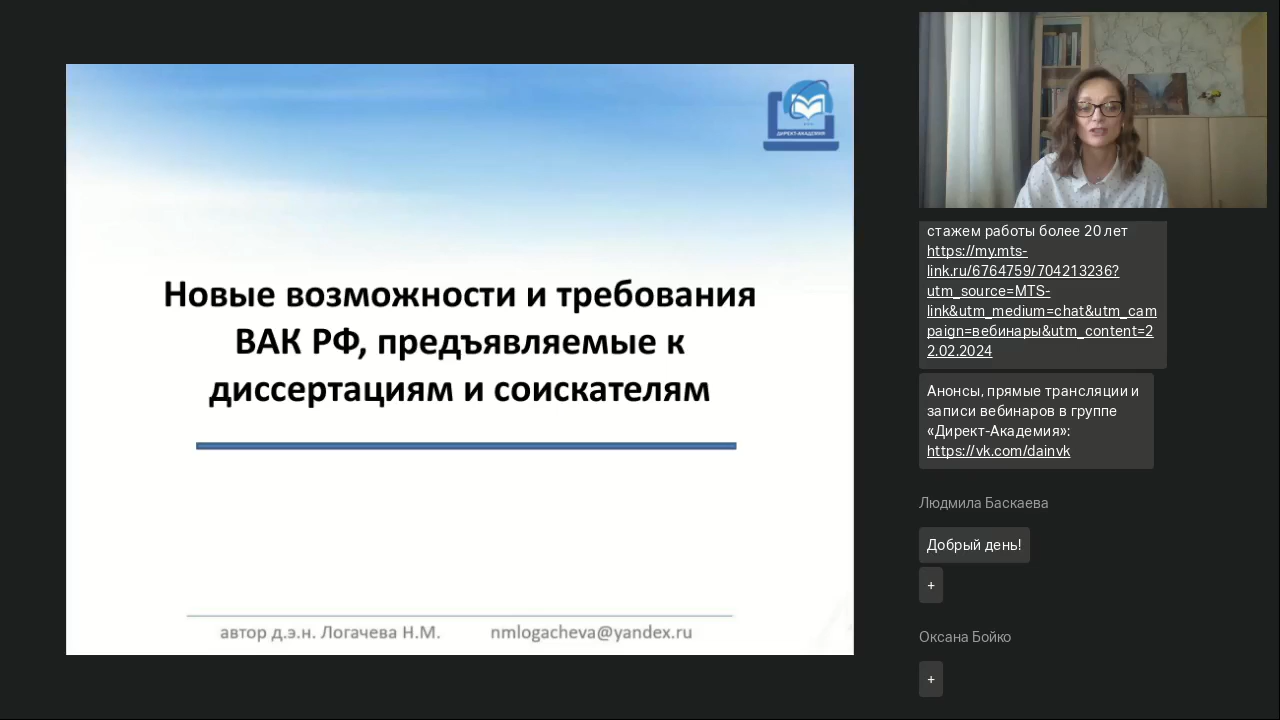 ДИРЕКТ-АКАДЕМИЯ
Новые возможности и требования
ВАК РФ, предъявляемые к
диссертациям и соискателям
автор д.э.н. Логачева Н.М. nmlogacheva@yandex.ru
стажем работы более 20 лет
https://my.mts-
link.ru/6764759/704213236?
utm_source=MTS-
link&utm_medium=chat&utm_cam
paign=вебинары&utm_content=2
2.02.2024
Анонсы, прямые трансляции и
записи вебинаров в группе
«Директ-Академия»:
https://vk.com/dainvk
Людмила Баскаева
Добрый день!
+
Оксана Бойко
+